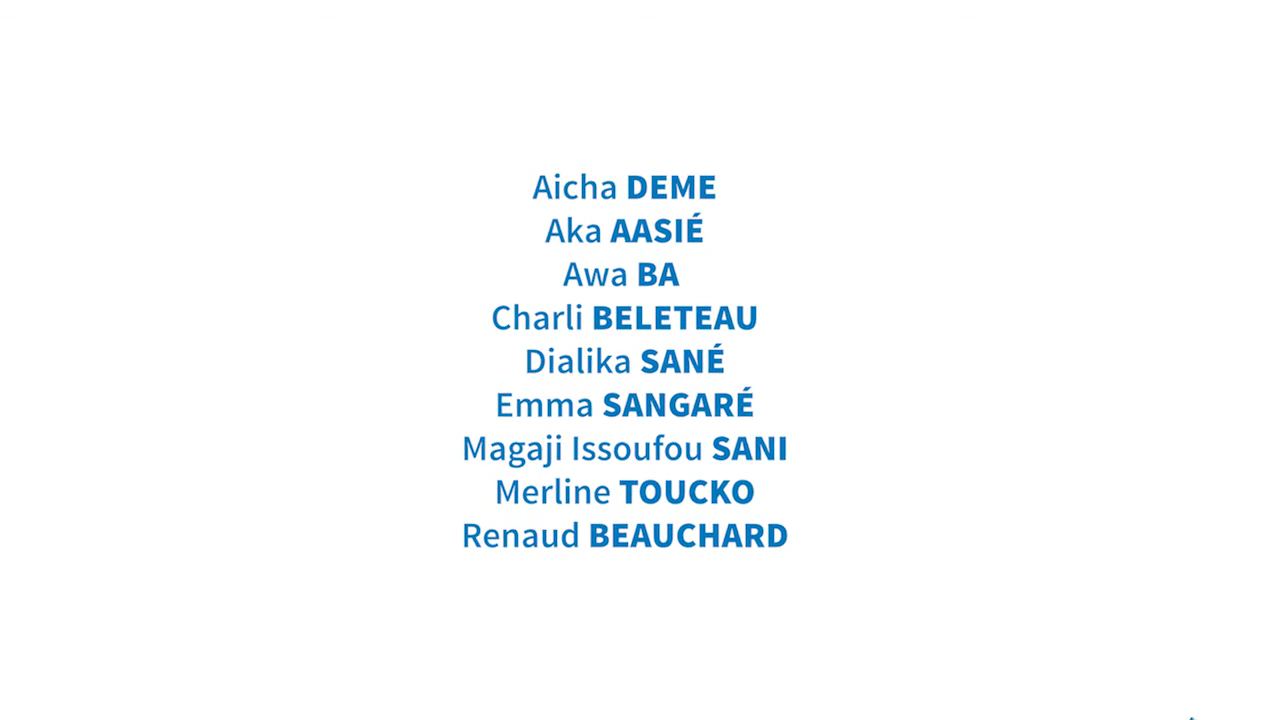 Aicha DEME
Aka AASIÉ
Awa BA
Charli BELETEAU
Dialika SANÉ
Emma SANGARÉ
Magaji Issoufou SANI
Merline TOUCKO
Renaud BEAUCHARD